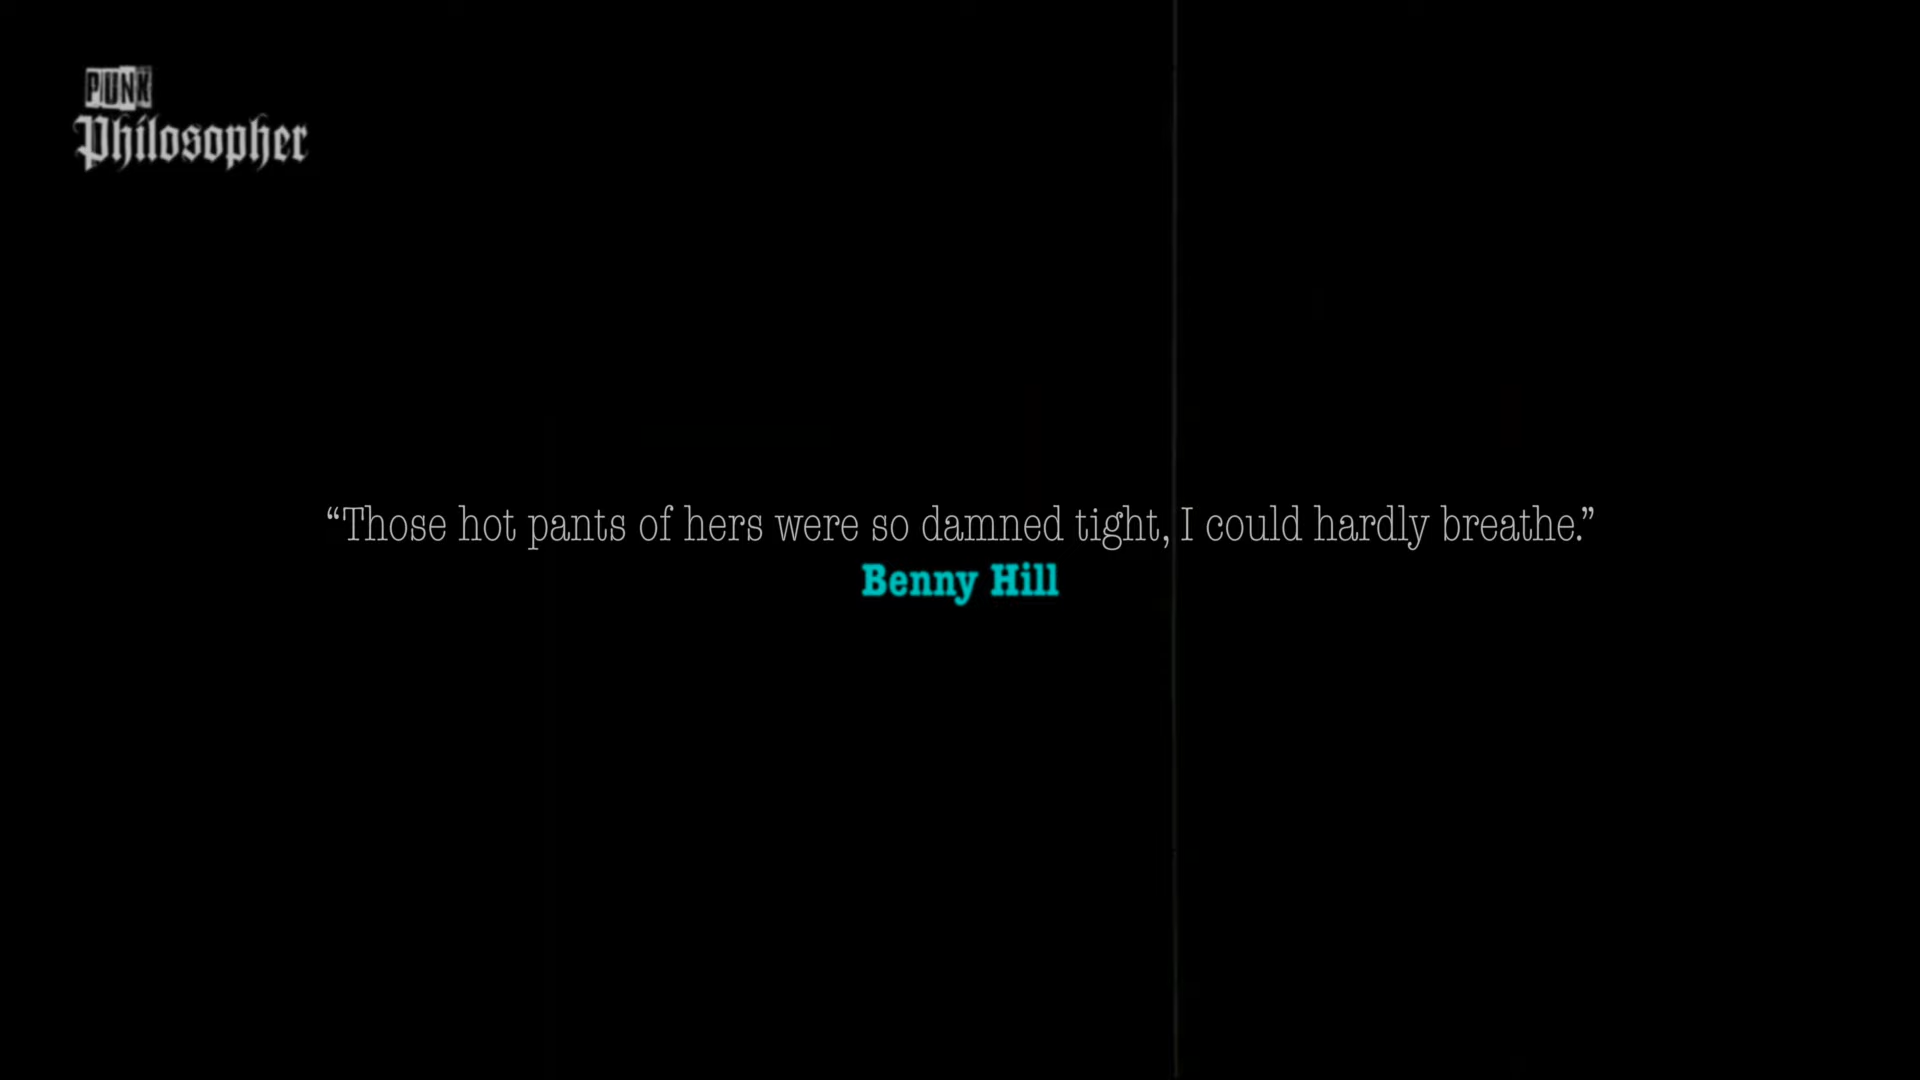 PUNK
Philosopher
“Those hot pants of hers were so damned tight, I could hardly breathe.”
Benny Hill